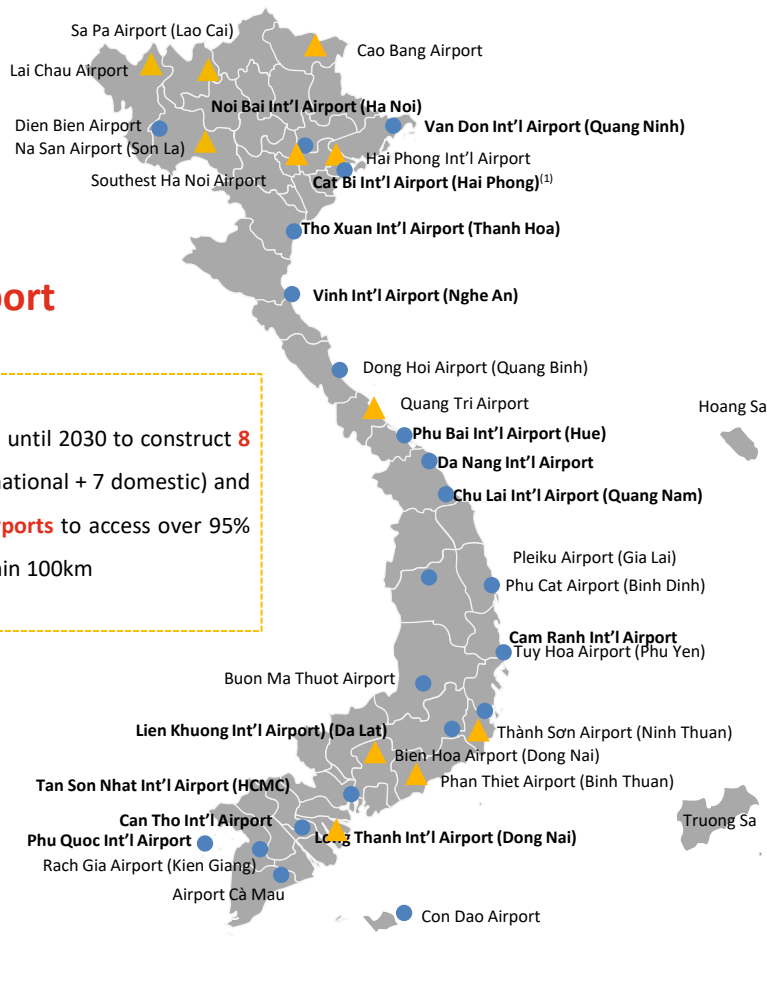 Sa Pa Airport (Lao Cai)
Cao Bang Airport
Lai Chau Airport
Noi Bai Int'l Airport (Ha Noi)
Dien Bien Airport
Van Don Int'l Airport (Quang Ninh)
Na San Airport (Son La)
Hai Phong Int'l Airport
Southest Ha Noi Airport
Cat Bi Int'l Airport (Hai Phong)(1)
Tho Xuan Int'l Airport (Thanh Hoa)
port
Vinh Int'l Airport (Nghe An)
Dong Hoi Airport (Quang Binh)
Quang Tri Airport
Hoang Sa
until 2030 to construct 8
national + 7 domestic) and
rports to access over 95%
hin 100km
Phu Bai Int'l Airport (Hue)
Da Nang Int'l Airport
Chu Lai Int'l Airport (Quang Nam)
Pleiku Airport (Gia Lai)
Phu Cat Airport (Binh Dinh)
Cam Ranh Int'l Airport
Tuy Hoa Airport (Phu Yen)
Buon Ma Thuot Airport
Lien Khuong Int'l Airport) (Da Lat)
Thành Sơn Airport (Ninh Thuan)
Bien Hoa Airport (Dong Nai)
Phan Thiet Airport (Binh Thuan)
Tan Son Nhat Int'l Airport (HCMC)
Can Tho Int'l Airport
Truong Sa
Phu Quoc Int'l Airport
Long Thanh Int'l Airport (Dong Nai)
Rach Gia Airport (Kien Giang)
Airport Cà Mau
Con Dao Airport